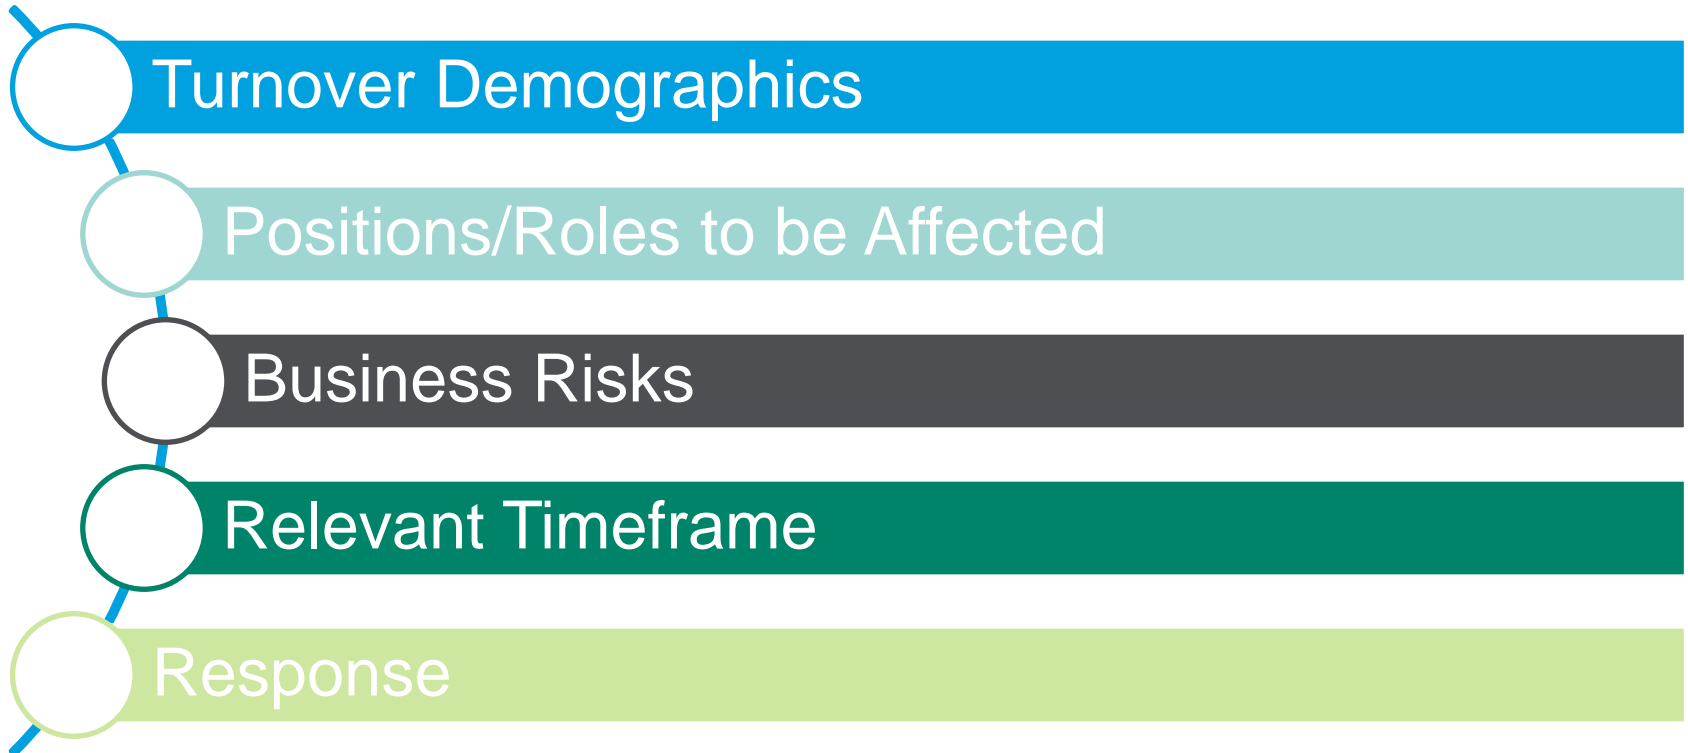 Turnover Demographics
Positions/Roles to be Affected
Business Risks
Relevant Timeframe
Response